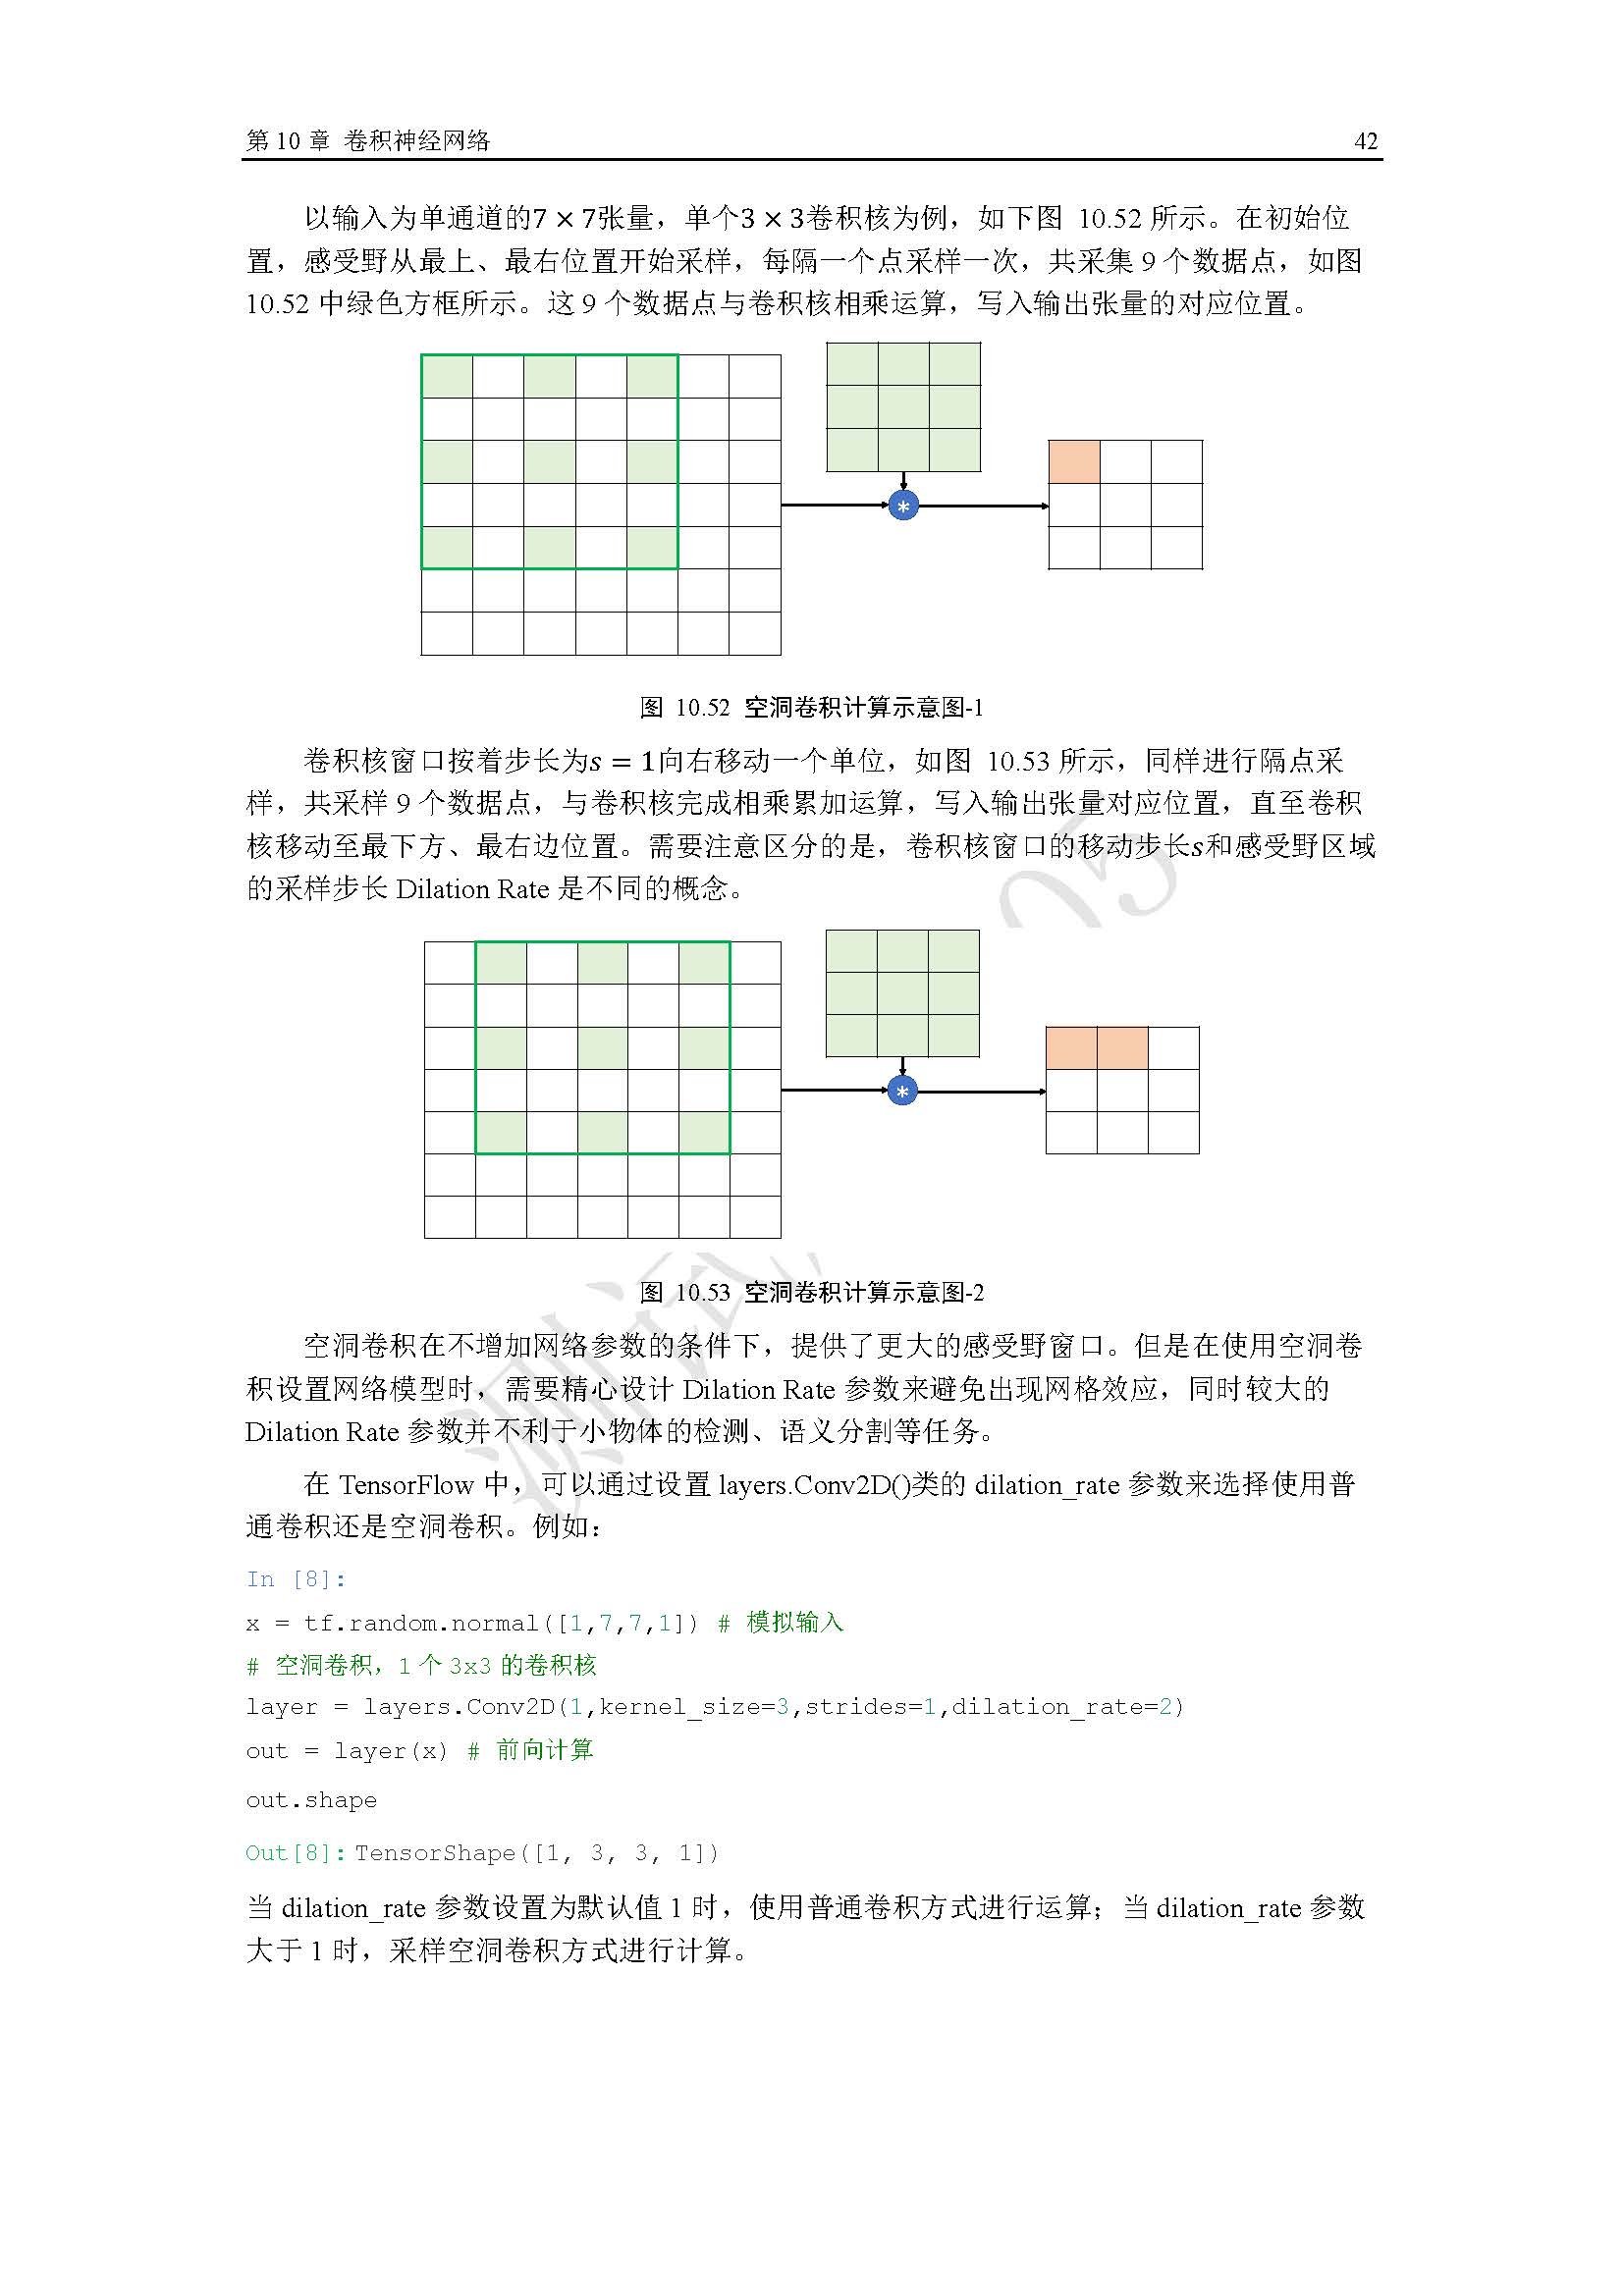 第 10 章 卷积神经网络 42
以输入为单通道的7 × 7张量，单个3 × 3卷积核为例，如下图 10.52 所示。在初始位
置，感受野从最上、最右位置开始采样，每隔一个点采样一次，共采集 9 个数据点，如图
10.52 中绿色方框所示。这 9 个数据点与卷积核相乘运算，写入输出张量的对应位置。
*
图 10.52 空洞卷积计算示意图-1
卷积核窗口按着步长为s = 1向右移动一个单位，如图 10.53 所示，同样进行隔点采
样，共采样 9 个数据点，与卷积核完成相乘累加运算，写入输出张量对应位置，直至卷积
核移动至最下方、最右边位置。需要注意区分的是，卷积核窗口的移动步长s和感受野区域
的采样步长 Dilation Rate 是不同的概念。
*
图 10.53 空洞卷积计算示意图-2
空洞卷积在不增加网络参数的条件下，提供了更大的感受野窗口。但是在使用空洞卷
积设置网络模型时，需要精心设计 Dilation Rate 参数来避免出现网格效应，同时较大的
Dilation Rate 参数并不利于小物体的检测、语义分割等任务。
在 TensorFlow 中，可以通过设置 layers.Conv2D()类的 dilation_rate 参数来选择使用普
通卷积还是空洞卷积。例如：
In [8]:
x = tf.random.normal([1,7,7,1]) # 模拟输入
# 空洞卷积，1 个 3x3 的卷积核
layer = layers.Conv2D(1,kernel_size=3,strides=1,dilation_rate=2)
out = layer(x) # 前向计算
out.shape
Out[8]: TensorShape([1, 3, 3, 1])
当 dilation_rate 参数设置为默认值 1 时，使用普通卷积方式进行运算；当 dilation_rate 参数
大于 1 时，采样空洞卷积方式进行计算。